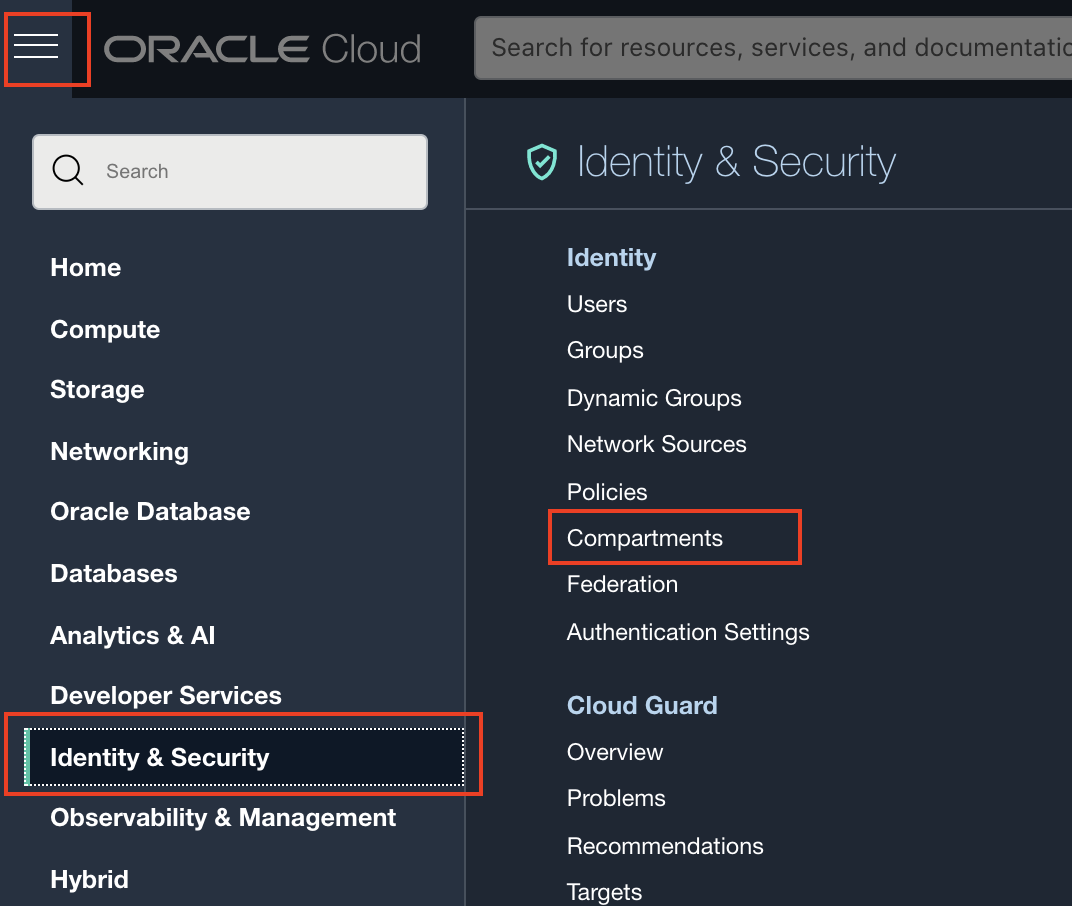 ORACLE Cloud
Search for resources, services, and documentatio
Search
Home
Compute
Storage
Networking
Oracle Database
Databases
Analytics & AI
Developer Services
Identity & Security
Observability & Management
Hybrid
Identity & Security
Identity
Users
Groups
Dynamic Groups
Network Sources
Policies
Compartments
Federation
Authentication Settings
Cloud Guard
Overview
Problems
Recommendations
Targets